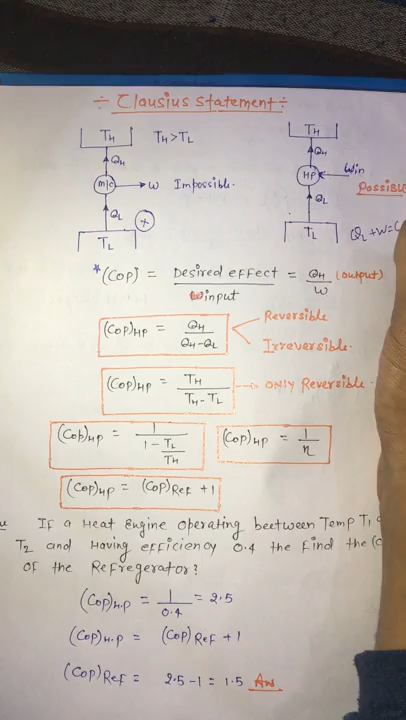 ÷ Clausius statement ÷
TH TH > TL TH
QH QH
M/C W Impossible. HP Win
Possible
QL QL
+
TL TL QL + W =
*(COP) = Desired effect / Winput = QH / W (output)
(COP)HP = QH / QH - QL Reversible
Irreversible.
(COP)HP = TH / TH - TL → ONLY Reversible.
(COP)HP = 1 / 1 - TL/TH (COP)HP = 1 / η
(COP)HP = (COP)Ref + 1
If a Heat Engine operating beetween Temp T1
T2 and Having efficiency 0.4 the find the
of the Refregerator?
(COP)H.P = 1 / 0.4 = 2.5
(COP)H.P = (COP)Ref + 1
(COP)Ref = 2.5 - 1 = 1.5 An